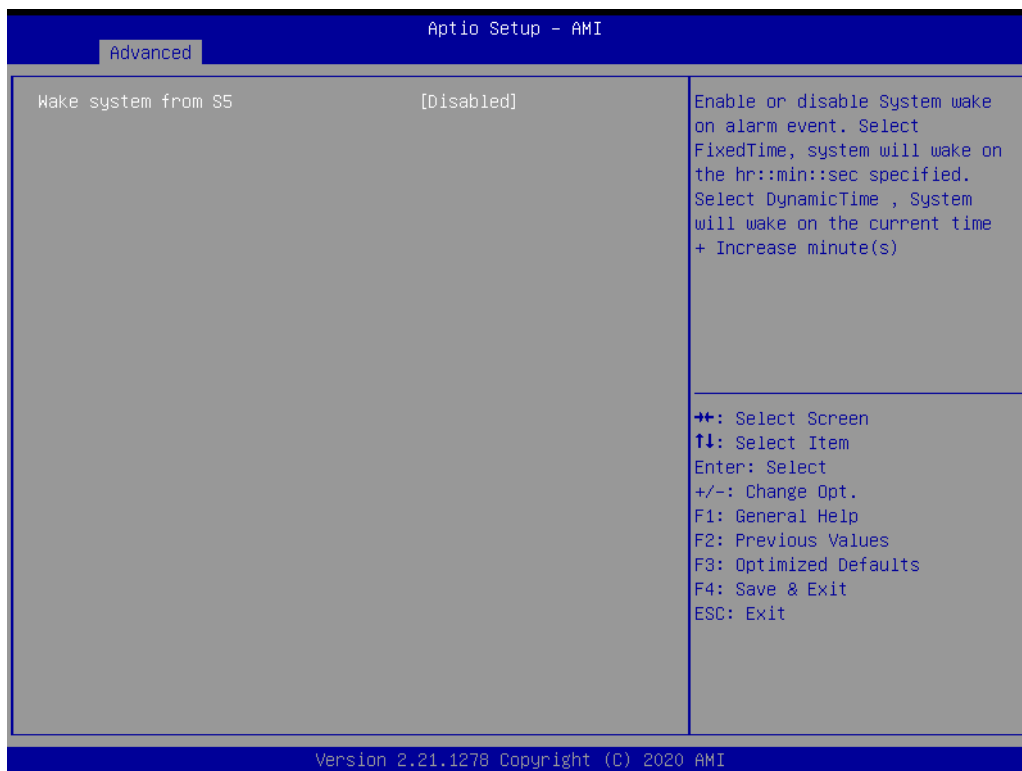 Aptio Setup – AMI
Advanced
Wake system from S5 [Disabled]
Enable or disable System wake
on alarm event. Select
FixedTime, system will wake on
the hr::min::sec specified.
Select DynamicTime , System
will wake on the current time
+ Increase minute(s)
→←: Select Screen
↑↓: Select Item
Enter: Select
+/-: Change Opt.
F1: General Help
F2: Previous Values
F3: Optimized Defaults
F4: Save & Exit
ESC: Exit
Version 2.21.1278 Copyright (C) 2020 AMI